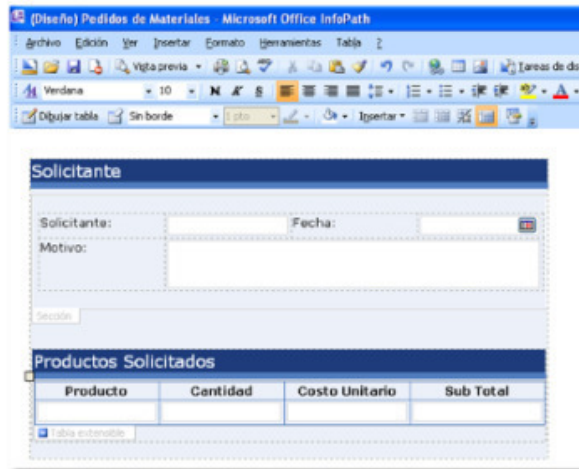 (Diseño) Pedidos de Materiales - Microsoft Office InfoPath
Archivo Edición Ver Insertar Formato Herramientas Tabla ?
Vista previa Tareas de dis
Verdana 10 N K S A
Dibujar tabla Sin borde 1 pto Insertar
Solicitante
Solicitante: Fecha:
Motivo:
Sección
Productos Solicitados
Producto Cantidad Costo Unitario Sub Total
Tabla extensible